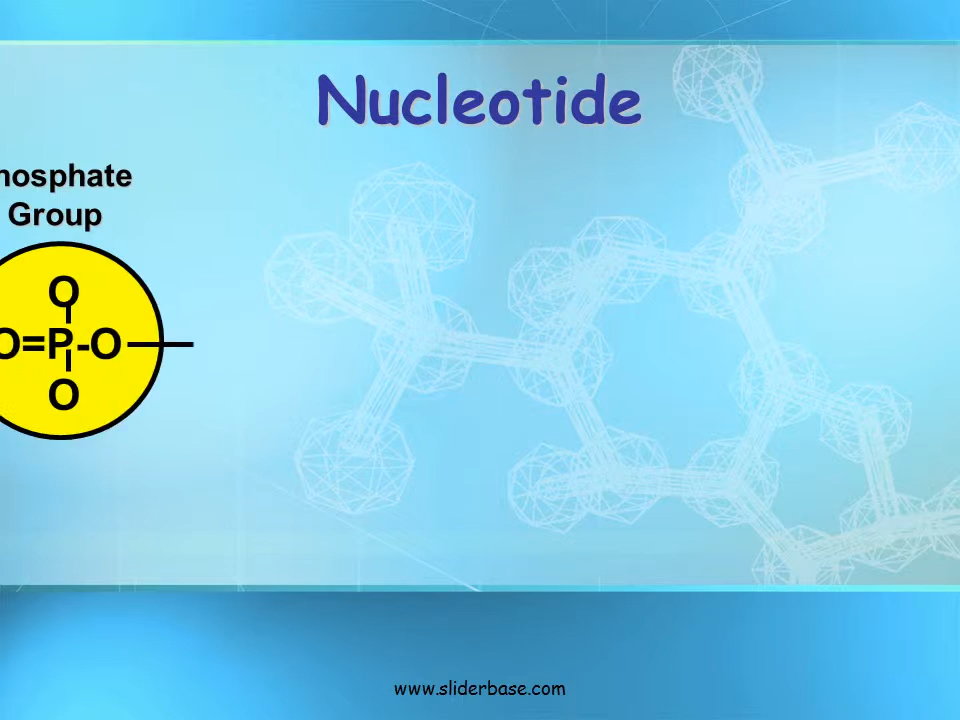 Nucleotide
hosphate
Group
O
O=P-O
O
www.sliderbase.com